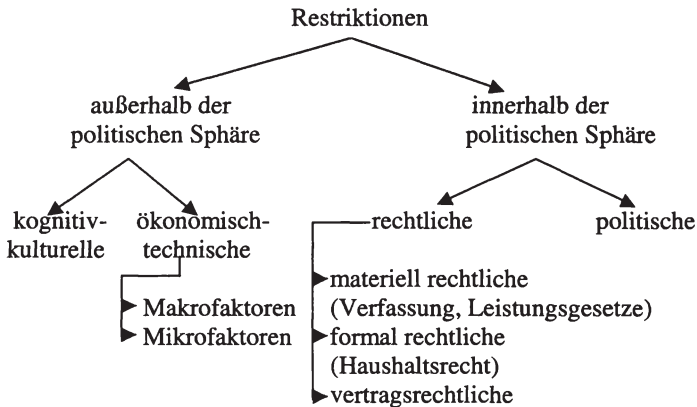 Restriktionen
außerhalb der
politischen Sphäre
innerhalb der
politischen Sphäre
kognitiv-
kulturelle
ökonomisch-
technische
rechtliche
politische
Makrofaktoren
Mikrofaktoren
materiell rechtliche
(Verfassung, Leistungsgesetze)
formal rechtliche
(Haushaltsrecht)
vertragsrechtliche